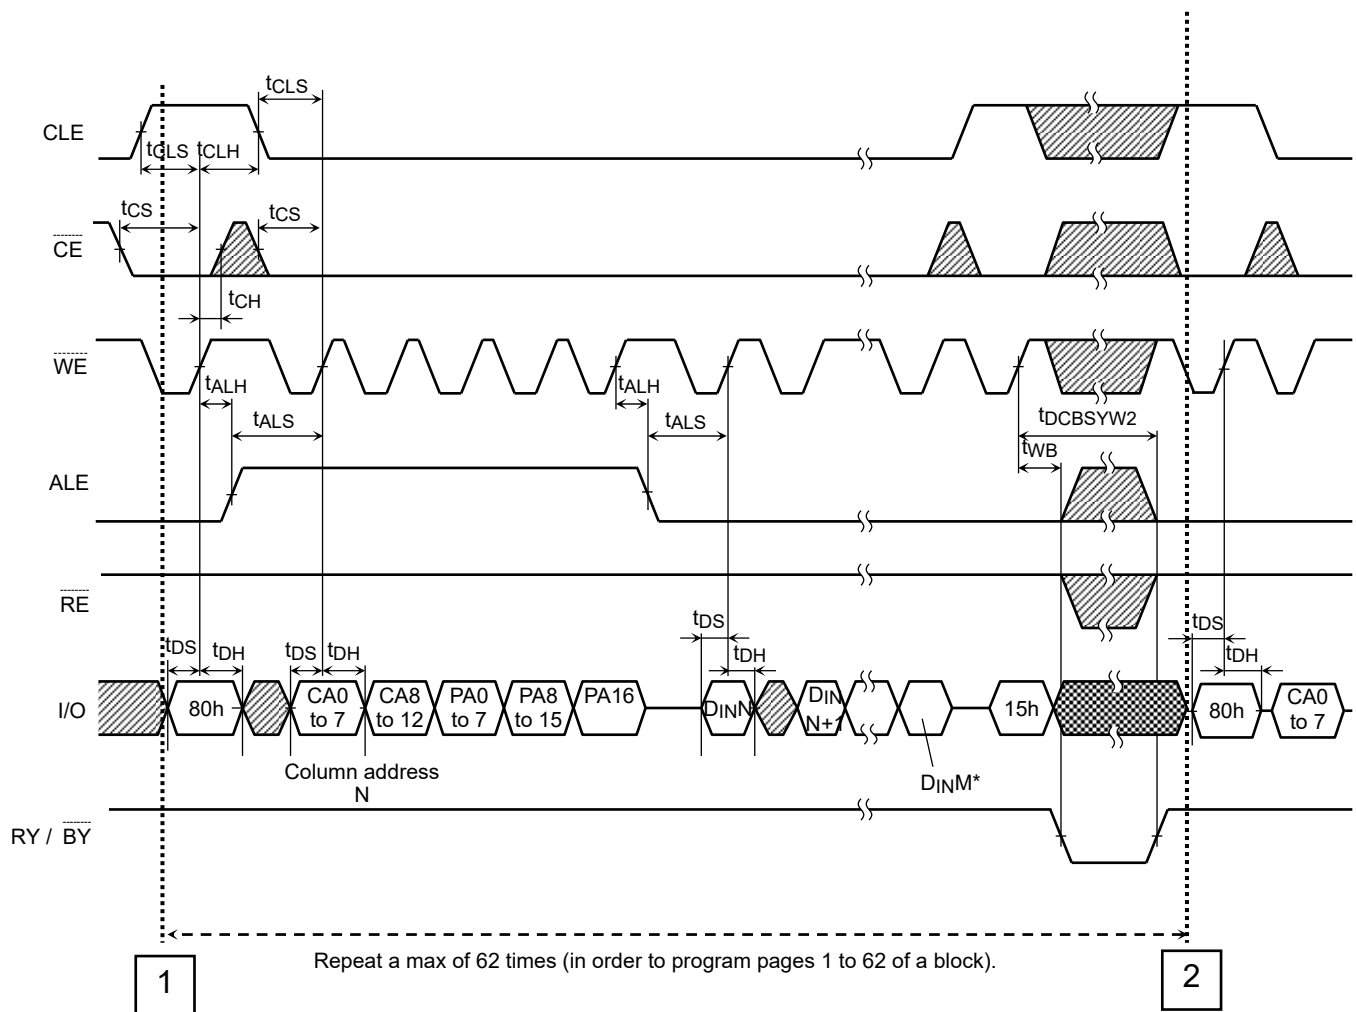 tCLS
CLE
tCLS tCLH
tCS tCS
CE
tCH
WE
tALH tALH
tALS tALS tDCBSYW2
tWB
ALE
RE
tDS tDS
tDS tDH tDS tDH tDH tDH
I/O 80h CA0 to 7 CA8 to 12 PA0 to 7 PA8 to 15 PA16 DINN DIN N+1 15h 80h CA0 to 7
Column address
N
DINM*
RY / BY
Repeat a max of 62 times (in order to program pages 1 to 62 of a block).
1 2